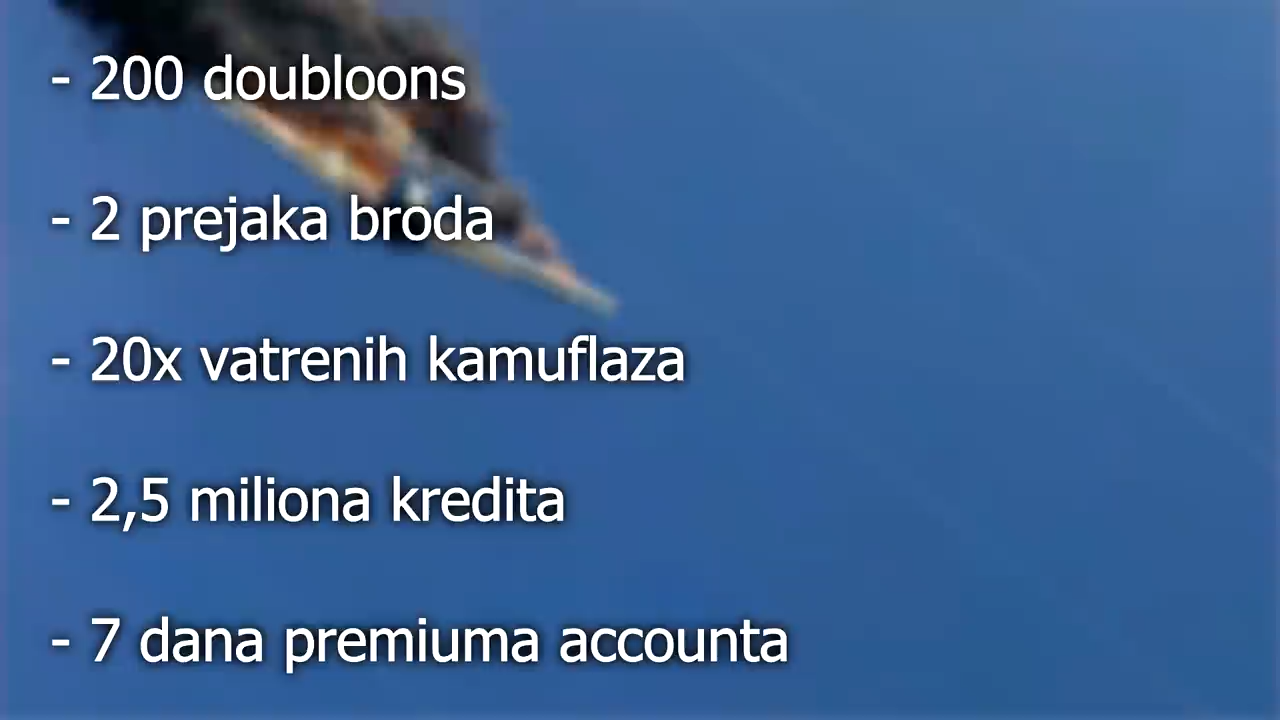 - 200 doubloons
- 2 prejaka broda
- 20x vatrenih kamuflaza
- 2,5 miliona kredita
- 7 dana premiuma accounta